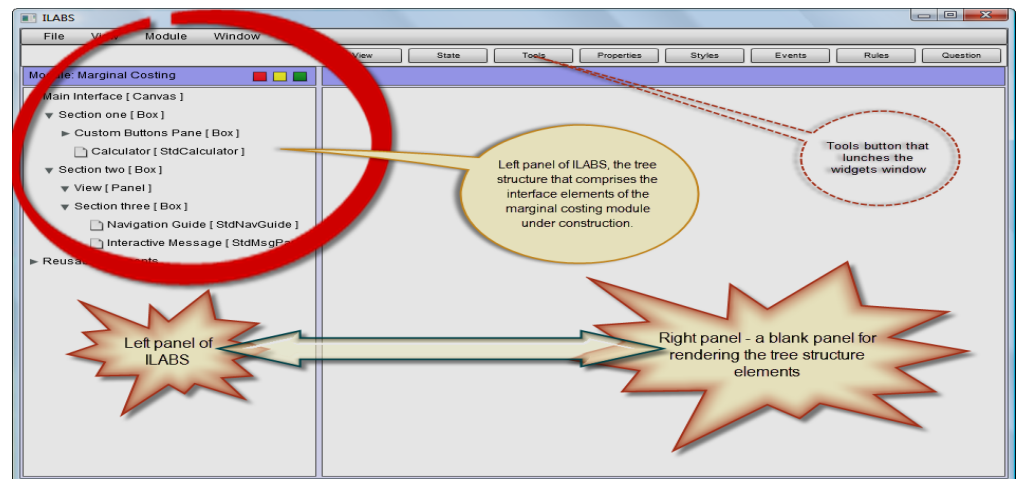 ILABS
File View Module Window
View State Tools Properties Styles Events Rules Question
Module: Marginal Costing
Main Interface [ Canvas ]
Section one [ Box ]
Custom Buttons Pane [ Box ]
Calculator [ StdCalculator ]
Section two [ Box ]
View [ Panel ]
Section three [ Box ]
Navigation Guide [ StdNavGuide ]
Interactive Message [ StdMsgPa
Left panel of ILABS, the tree
structure that comprises the
interface elements of the
marginal costing module
under construction.
Tools button that
lunches the
widgets window
Left panel of
ILABS
Right panel - a blank panel for
rendering the tree structure
elements